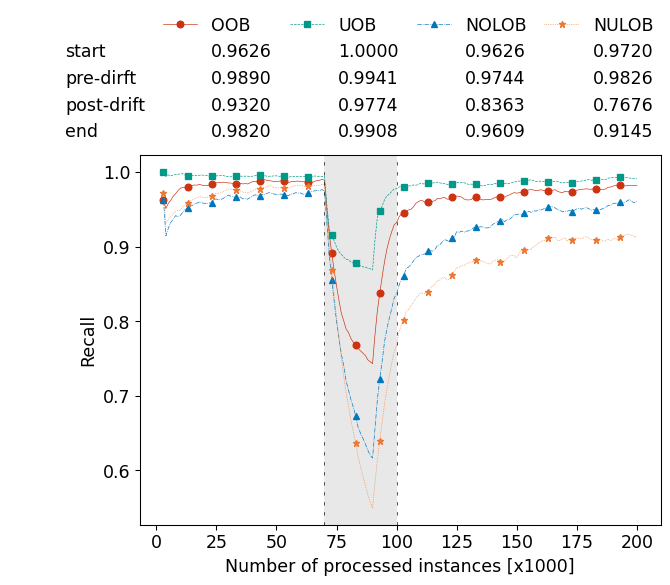 OOB UOB NOLOB NULOB
start 0.9626 1.0000 0.9626 0.9720
pre-dirft 0.9890 0.9941 0.9744 0.9826
post-drift 0.9320 0.9774 0.8363 0.7676
end 0.9820 0.9908 0.9609 0.9145
1.0
0.9
0.8
0.7
0.6
Recall
0 25 50 75 100 125 150 175 200
Number of processed instances [x1000]